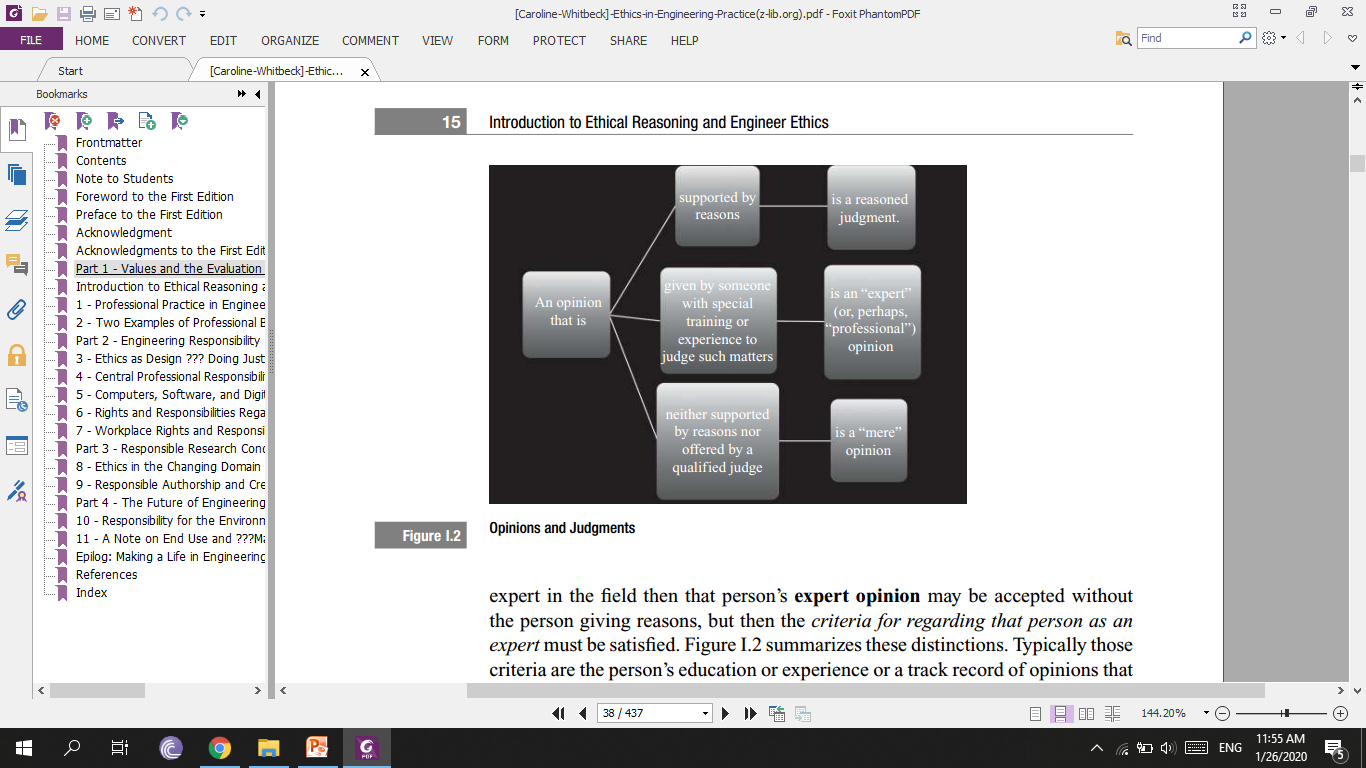 [Caroline-Whitbeck]-Ethics-in-Engineering-Practice(z-lib.org).pdf - Foxit PhantomPDF
FILE HOME CONVERT EDIT ORGANIZE COMMENT VIEW FORM PROTECT SHARE HELP
Find
Start
[Caroline-Whitbeck]-Ethic...
Bookmarks
Frontmatter
Contents
Note to Students
Foreword to the First Edition
Preface to the First Edition
Acknowledgment
Acknowledgments to the First Edit
Part 1 - Values and the Evaluation
Introduction to Ethical Reasoning a
1 - Professional Practice in Enginee
2 - Two Examples of Professional B
Part 2 - Engineering Responsibility
3 - Ethics as Design ??? Doing Just
4 - Central Professional Responsibili
5 - Computers, Software, and Digit
6 - Rights and Responsibilities Rega
7 - Workplace Rights and Responsi
Part 3 - Responsible Research Cond
8 - Ethics in the Changing Domain
9 - Responsible Authorship and Cre
Part 4 - The Future of Engineering
10 - Responsibility for the Environm
11 - A Note on End Use and ???Ma
Epilog: Making a Life in Engineering
References
Index
15 Introduction to Ethical Reasoning and Engineer Ethics
An opinion
that is
supported by
reasons
is a reasoned
judgment.
given by someone
with special
training or
experience to
judge such matters
is an “expert”
(or, perhaps,
“professional”)
opinion
neither supported
by reasons nor
offered by a
qualified judge
is a “mere”
opinion
Figure I.2 Opinions and Judgments
expert in the field then that person’s expert opinion may be accepted without
the person giving reasons, but then the criteria for regarding that person as an
expert must be satisfied. Figure I.2 summarizes these distinctions. Typically those
criteria are the person’s education or experience or a track record of opinions that
38 / 437
144.20%
ENG
11:55 AM
1/26/2020
5